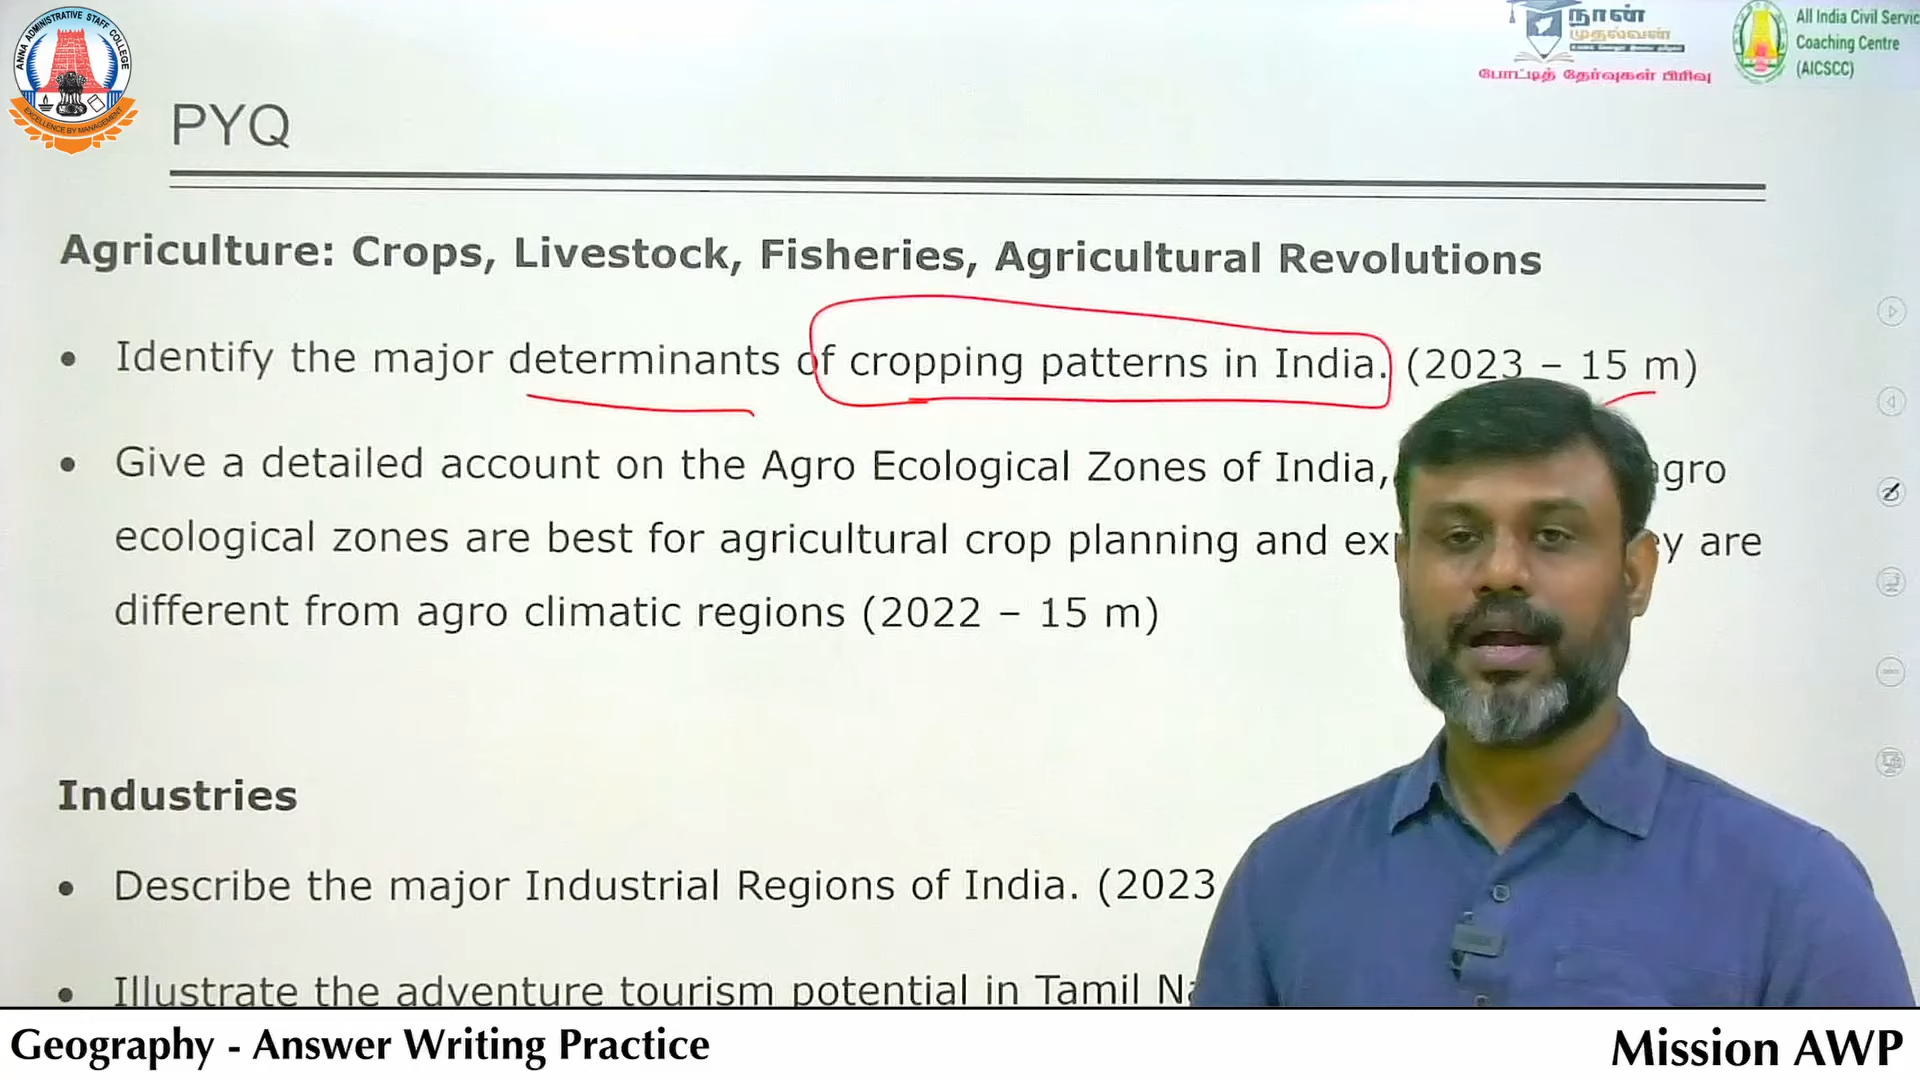 ANNA ADMINISTRATIVE STAFF COLLEGE
EXCELLENCE BY MANAGEMENT
நான்
முதல்வன்
போட்டித் தேர்வுகள் பிரிவு
All India Civil Servic
Coaching Centre
(AICSCC)
PYQ
Agriculture: Crops, Livestock, Fisheries, Agricultural Revolutions
• Identify the major determinants of cropping patterns in India. (2023 – 15 m)
• Give a detailed account on the Agro Ecological Zones of India, agro
ecological zones are best for agricultural crop planning and exp y are
different from agro climatic regions (2022 – 15 m)
Industries
• Describe the major Industrial Regions of India. (2023
• Illustrate the adventure tourism potential in Tamil Na
Geography - Answer Writing Practice
Mission AWP